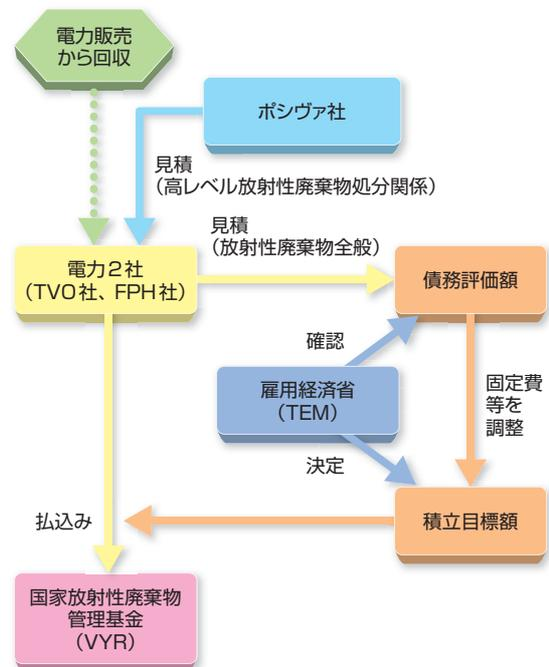 電力販売
から回収
ポシヴァ社
見積
（高レベル放射性廃棄物処分関係）
見積
（放射性廃棄物全般）
電力2社
（TVO社、FPH社）
債務評価額
確認
雇用経済省
（TEM）
固定費
等を
調整
決定
払込み
積立目標額
国家放射性廃棄物
管理基金
（VYR）